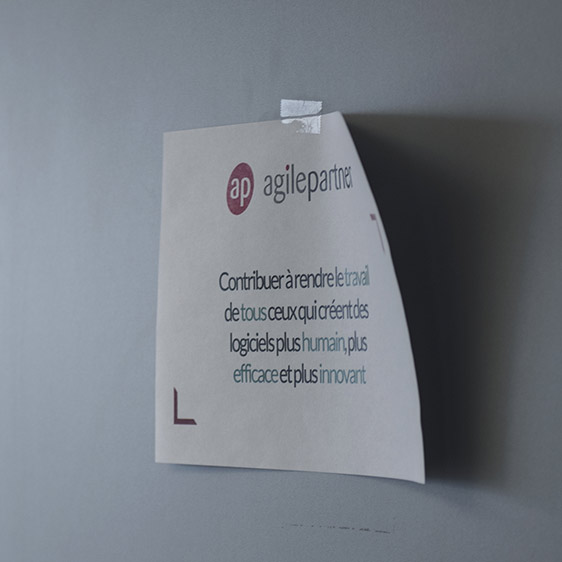 ap agilepartner
Contribuer à rendre le travail
de tous ceux qui créent des
logiciels plus humain, plus
efficace et plus innovant